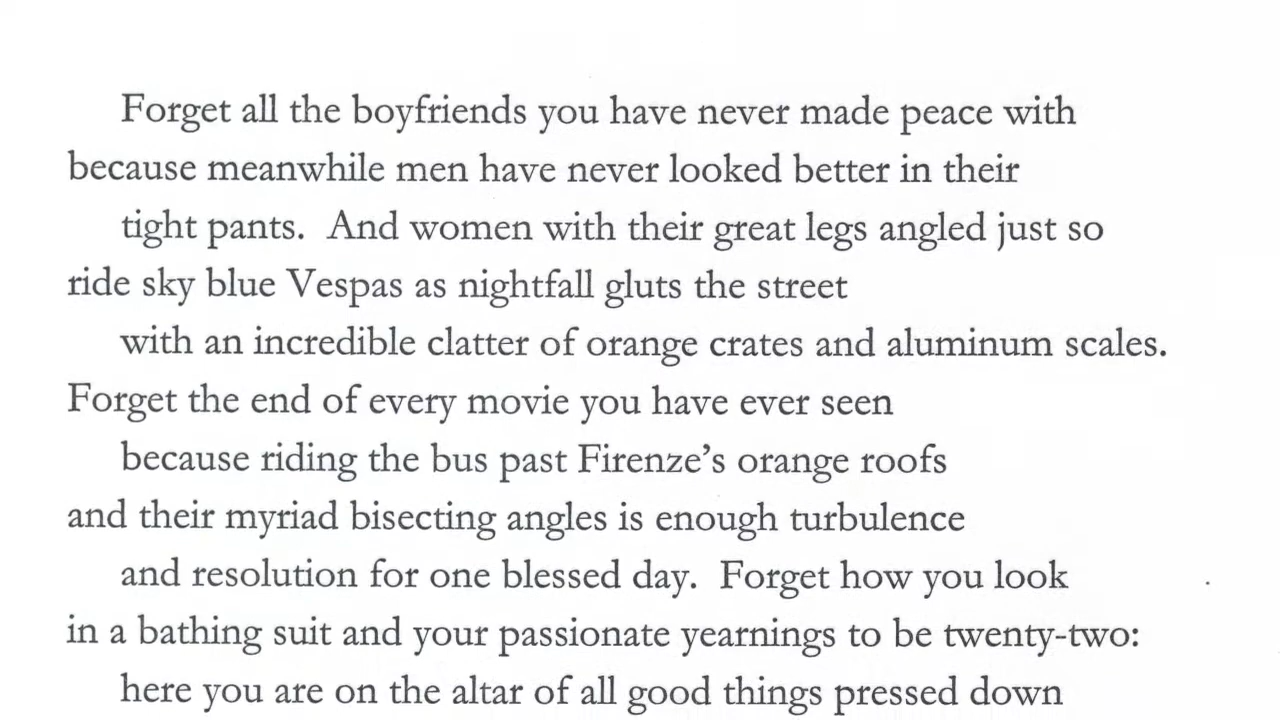 Forget all the boyfriends you have never made peace with
because meanwhile men have never looked better in their
tight pants.  And women with their great legs angled just so
ride sky blue Vespas as nightfall gluts the street
with an incredible clatter of orange crates and aluminum scales.
Forget the end of every movie you have ever seen
because riding the bus past Firenze’s orange roofs
and their myriad bisecting angles is enough turbulence
and resolution for one blessed day.  Forget how you look
in a bathing suit and your passionate yearnings to be twenty-two:
here you are on the altar of all good things pressed down